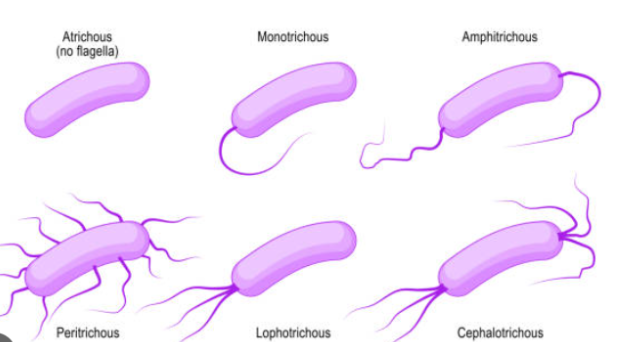 Atrichous
(no flagella)
Monotrichous
Amphitrichous
Peritrichous
Lophotrichous
Cephalotrichous